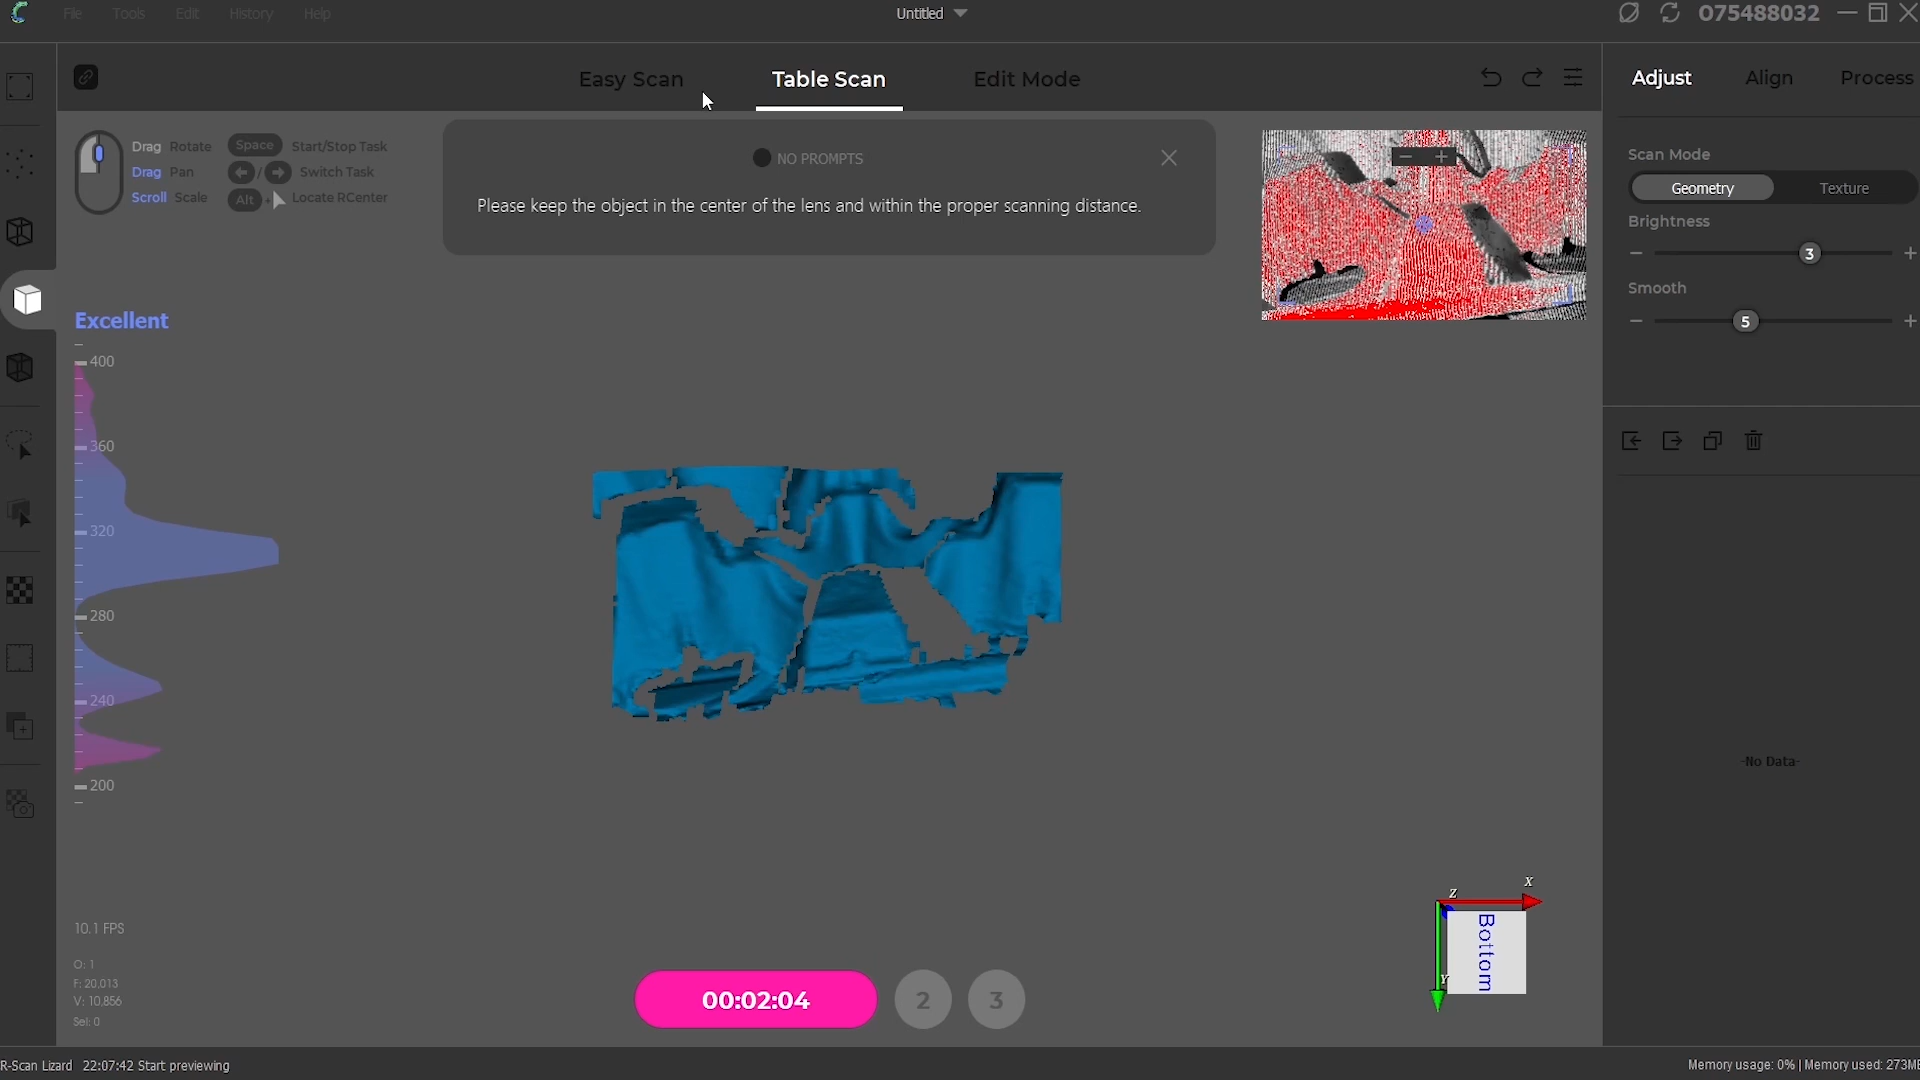 File Tools Edit History Help
Untitled
075488032
Easy Scan Table Scan Edit Mode
Adjust Align Process
Drag Rotate Space Start/Stop Task
Drag Pan / Switch Task
Scroll Scale Alt + Locate RCenter
NO PROMPTS
Please keep the object in the center of the lens and within the proper scanning distance.
Scan Mode
Geometry Texture
Brightness
3
Smooth
5
Excellent
400
360
320
280
240
200
-No Data-
10.1 FPS
O: 1
F: 20,013
V: 10,856
Sel: 0
00:02:04 2 3
X
Z
Y
Bottom
R-Scan Lizard 22:07:42 Start previewing
Memory usage: 0% | Memory used: 273M